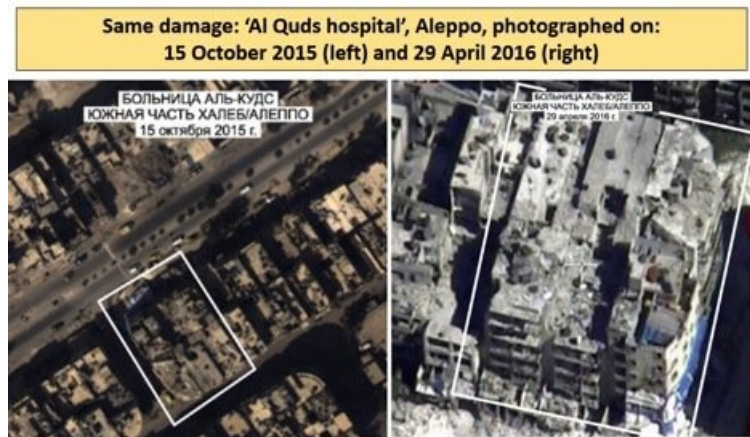 Same damage: ‘Al Quds hospital’, Aleppo, photographed on:
15 October 2015 (left) and 29 April 2016 (right)
БОЛЬНИЦА АЛЬ-КУДС
ЮЖНАЯ ЧАСТЬ ХАЛЕБ/АЛЕППО
15 октября 2015 г.
БОЛЬНИЦА АЛЬ-КУДС
ЮЖНАЯ ЧАСТЬ ХАЛЕБ/АЛЕППО
29 апреля 2016 г.